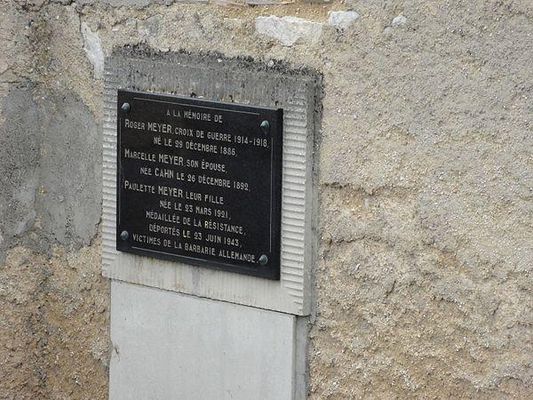 A LA MÉMOIRE DE
ROGER MEYER, CROIX DE GUERRE 1914-1918,
NÉ LE 29 DÉCEMBRE 1886
MARCELLE MEYER, SON ÉPOUSE,
NÉE CAHN LE 26 DÉCEMBRE 1892,
PAULETTE MEYER, LEUR FILLE
NÉE LE 23 MARS 1921,
MÉDAILLÉE DE LA RÉSISTANCE,
DÉPORTÉS LE 23 JUIN 1943,
VICTIMES DE LA BARBARIE ALLEMANDE.